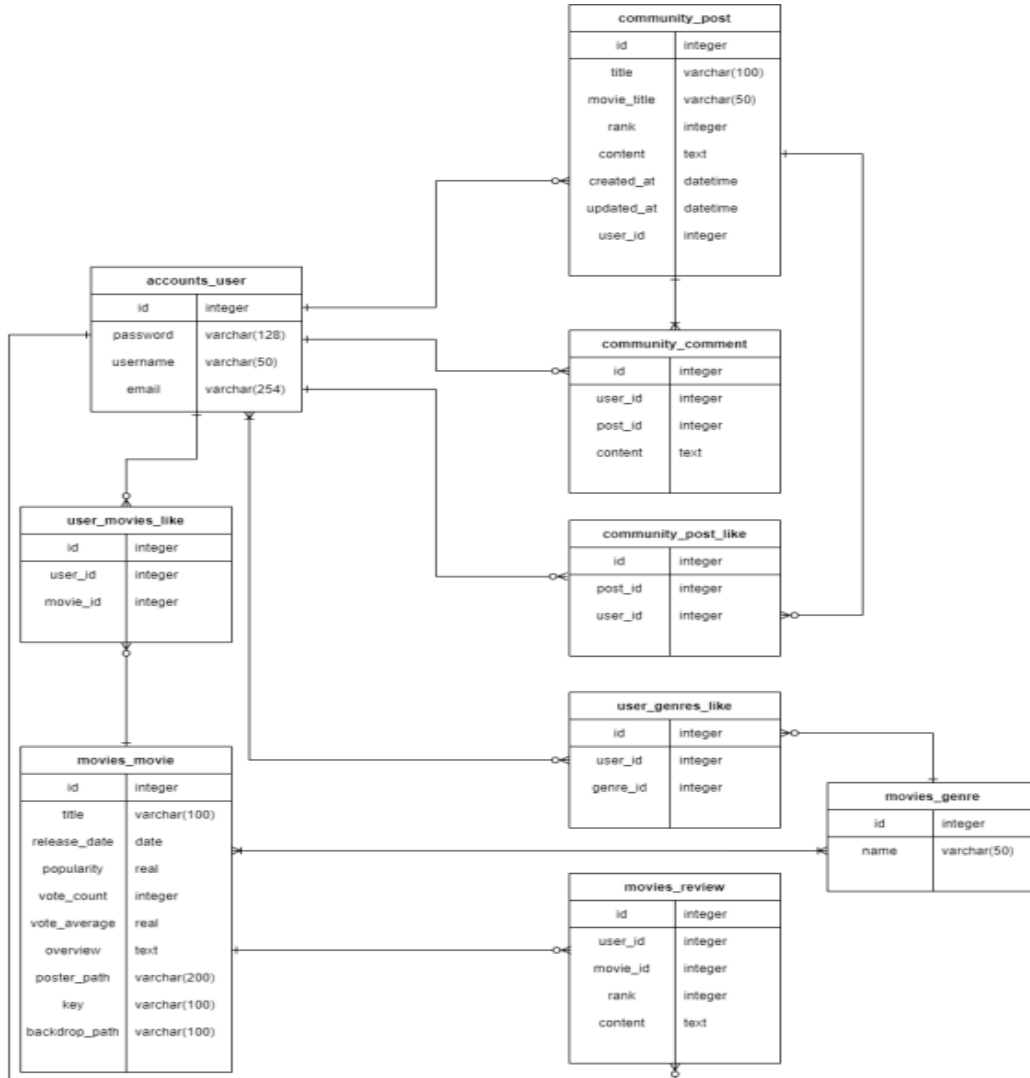 community_post
id integer
title varchar(100)
movie_title varchar(50)
rank integer
content text
created_at datetime
updated_at datetime
user_id integer
accounts_user
id integer
password varchar(128)
username varchar(50)
email varchar(254)
community_comment
id integer
user_id integer
post_id integer
content text
user_movies_like
id integer
user_id integer
movie_id integer
community_post_like
id integer
post_id integer
user_id integer
user_genres_like
id integer
user_id integer
genre_id integer
movies_movie
id integer
title varchar(100)
release_date date
popularity real
vote_count integer
vote_average real
overview text
poster_path varchar(200)
key varchar(100)
backdrop_path varchar(100)
movies_genre
id integer
name varchar(50)
movies_review
id integer
user_id integer
movie_id integer
rank integer
content text